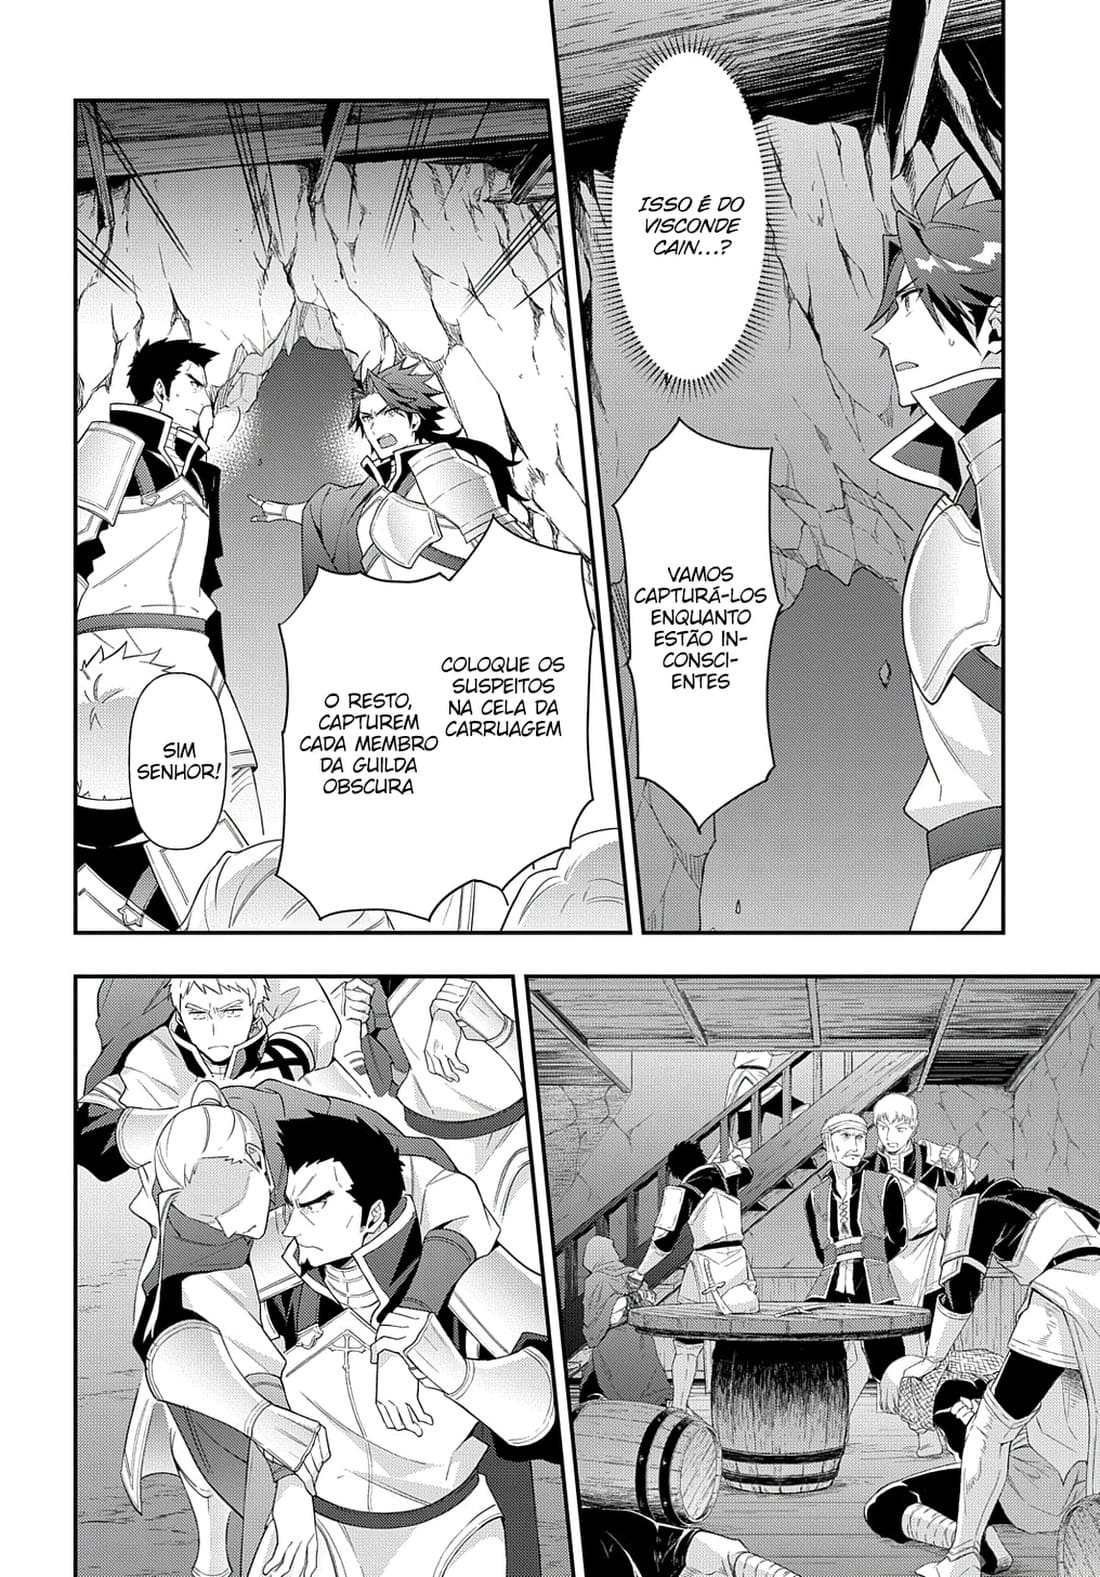 ISSO É DO
VISCONDE
CAIN...?
VAMOS
CAPTURÁ-LOS
ENQUANTO
ESTÃO IN-
CONSCI-
ENTES
COLOQUE OS
SUSPEITOS
NA CELA DA
CARRUAGEM
O RESTO,
CAPTUREM
CADA MEMBRO
DA GUILDA
OBSCURA
SIM
SENHOR!